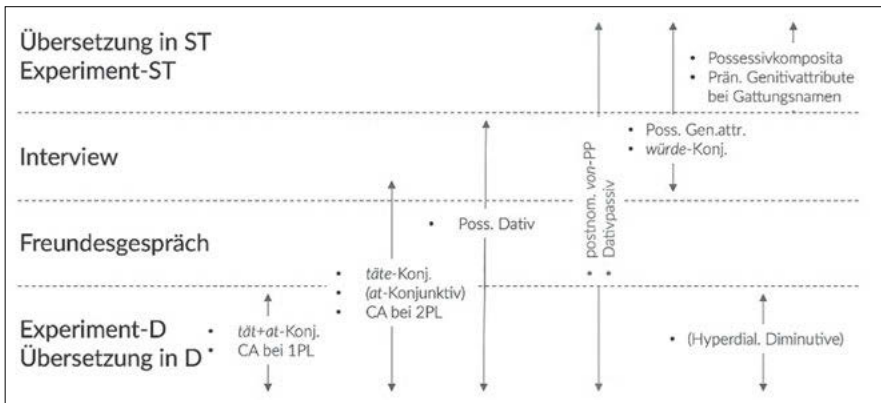 Übersetzung in ST
Experiment-ST
• Possessivkomposita
• Prän. Genitivattribute
bei Gattungsnamen
Interview
• Poss. Gen.attr.
• würde-Konj.
Freundesgespräch
• Poss. Dativ
• postnom. von-PP
• Dativpassiv
• täte-Konj.
• (at-Konjunktiv)
• CA bei 2PL
Experiment-D
Übersetzung in D
• tät+at-Konj.
• CA bei 1PL
• (Hyperdial. Diminutive)